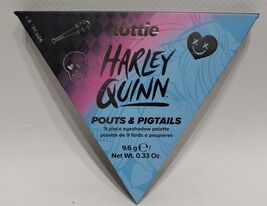 lottie
HARLEY
QUINN
POUTS & PIGTAILS
9 piece eyeshadow palette
palette de 9 fards à paupières
9.6 g ℮/
Net Wt. 0.33 Oz.